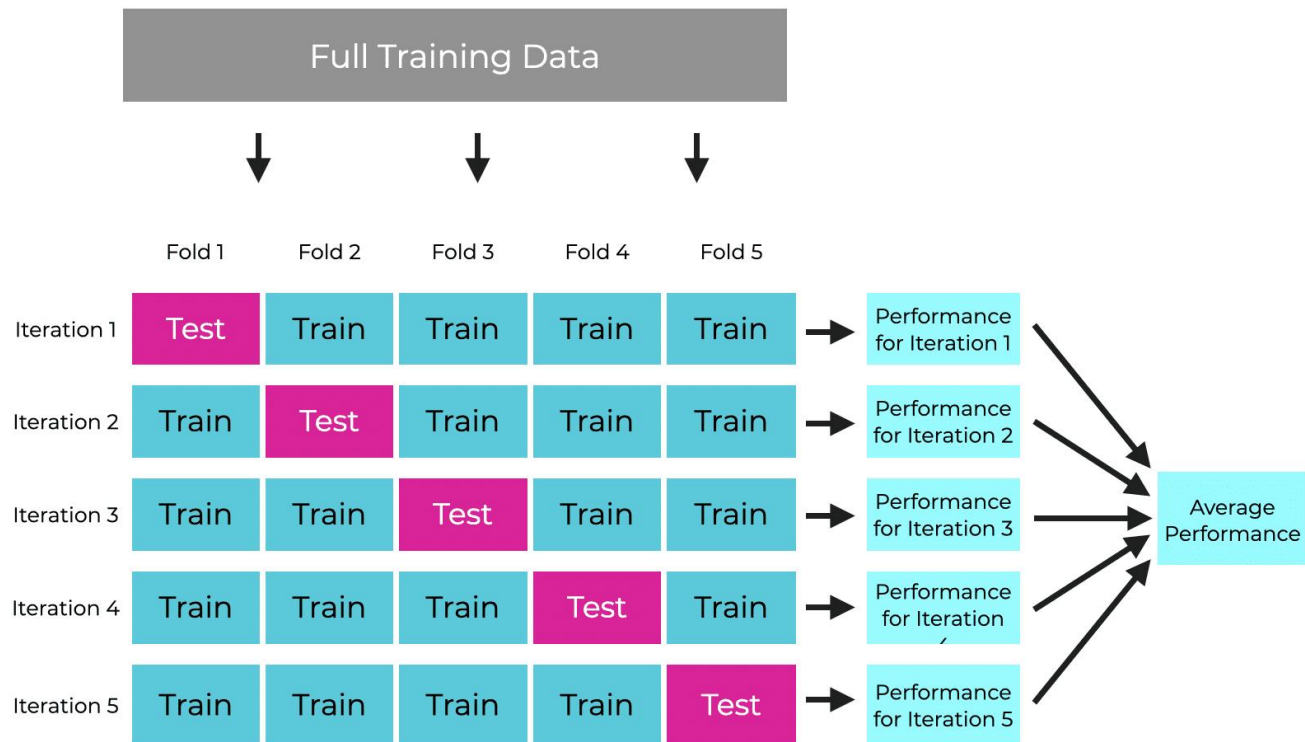 Full Training Data
Fold 1 Fold 2 Fold 3 Fold 4 Fold 5
Iteration 1 Test Train Train Train Train Performance
for Iteration 1
Iteration 2 Train Test Train Train Train Performance
for Iteration 2
Iteration 3 Train Train Test Train Train Performance
for Iteration 3
Average
Performance
Iteration 4 Train Train Train Test Train Performance
for Iteration
Iteration 5 Train Train Train Train Test Performance
for Iteration 5